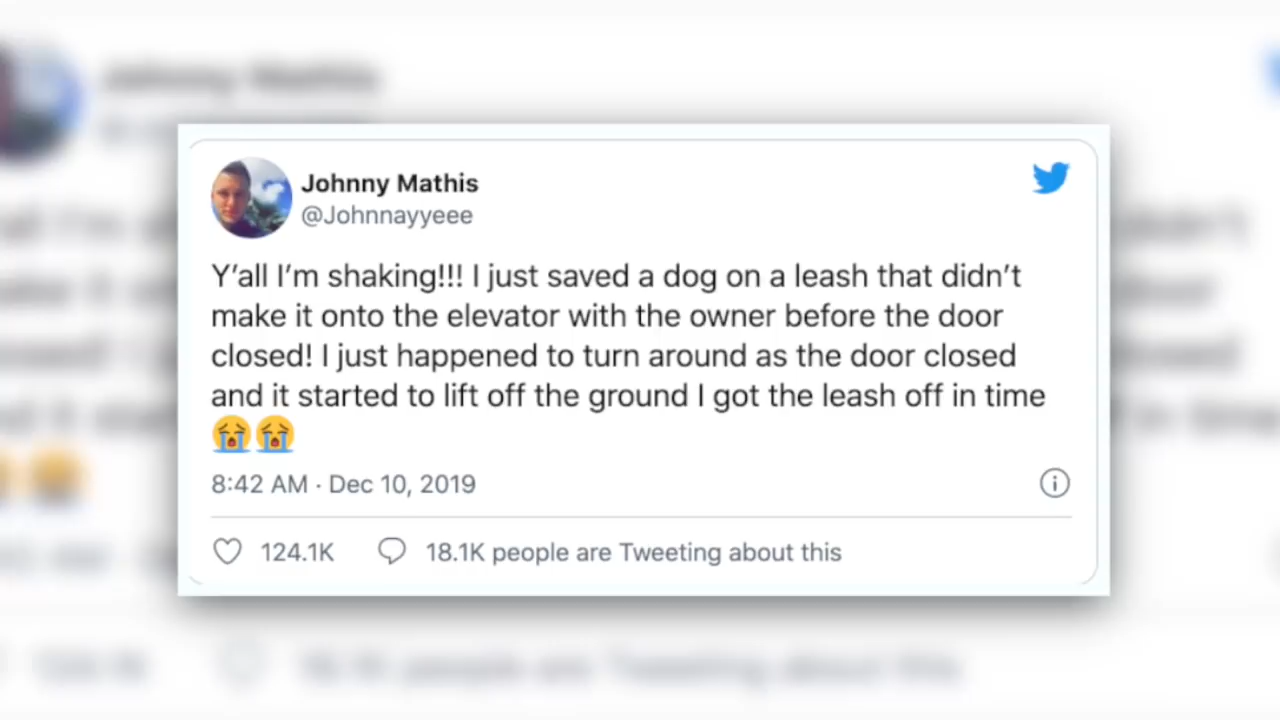 Johnny Mathis
@Johnnayyeee
Y’all I’m shaking!!! I just saved a dog on a leash that didn’t
make it onto the elevator with the owner before the door
closed! I just happened to turn around as the door closed
and it started to lift off the ground I got the leash off in time
😭😭
8:42 AM · Dec 10, 2019
124.1K 18.1K people are Tweeting about this